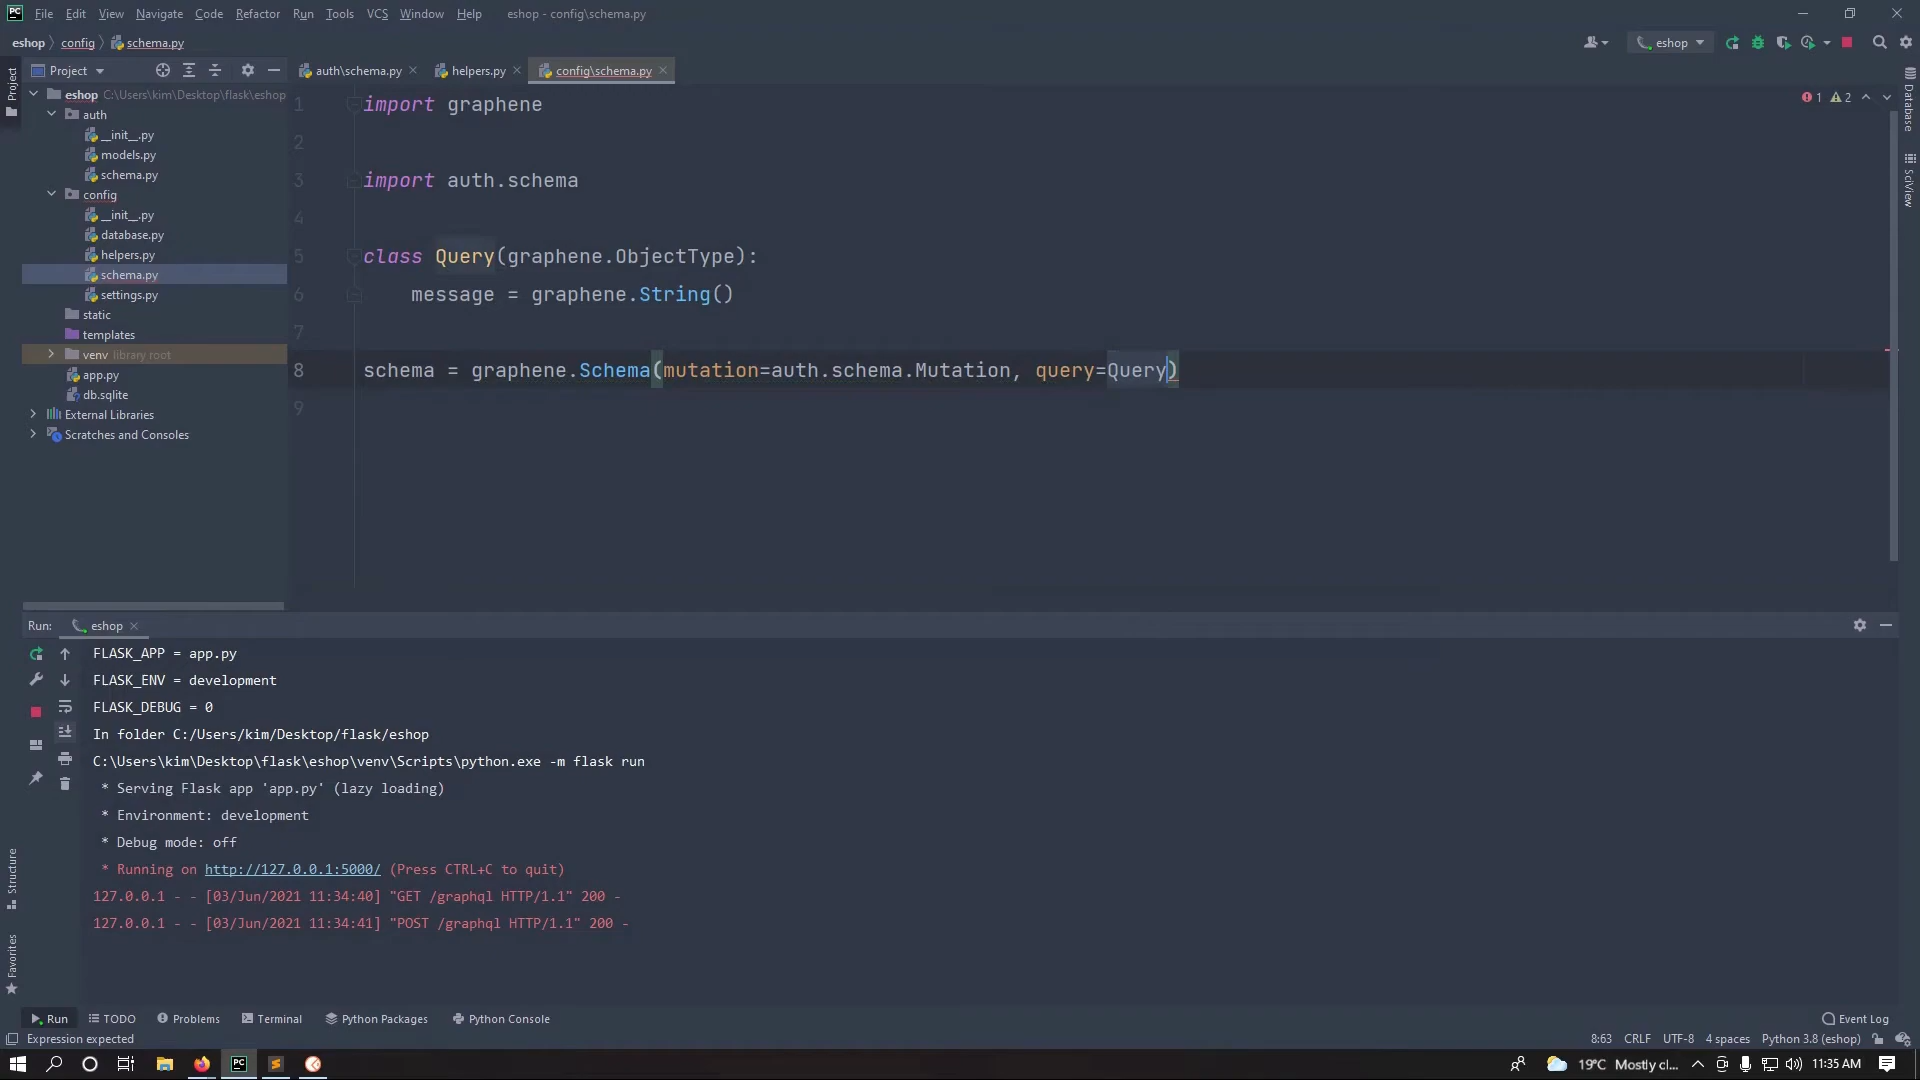 File Edit View Navigate Code Refactor Run Tools VCS Window Help eshop - config\schema.py
eshop config schema.py
eshop
Project
auth\schema.py
helpers.py
config\schema.py
1 2
eshop C:\Users\kim\Desktop\flask\eshop
auth
__init__.py
models.py
schema.py
config
__init__.py
database.py
helpers.py
schema.py
settings.py
static
templates
venv library root
app.py
db.sqlite
External Libraries
Scratches and Consoles
1 import graphene
2
3 import auth.schema
4
5 class Query(graphene.ObjectType):
6 message = graphene.String()
7
8 schema = graphene.Schema(mutation=auth.schema.Mutation, query=Query)
9
Project
Structure
Favorites
Database
SciView
Run: eshop
FLASK_APP = app.py
FLASK_ENV = development
FLASK_DEBUG = 0
In folder C:/Users/kim/Desktop/flask/eshop
C:\Users\kim\Desktop\flask\eshop\venv\Scripts\python.exe -m flask run
* Serving Flask app 'app.py' (lazy loading)
* Environment: development
* Debug mode: off
* Running on http://127.0.0.1:5000/ (Press CTRL+C to quit)
127.0.0.1 - - [03/Jun/2021 11:34:40] "GET /graphql HTTP/1.1" 200 -
127.0.0.1 - - [03/Jun/2021 11:34:41] "POST /graphql HTTP/1.1" 200 -
Run TODO Problems Terminal Python Packages Python Console Event Log
Expression expected 8:63 CRLF UTF-8 4 spaces Python 3.8 (eshop)
PC 19°C Mostly cl... 11:35 AM